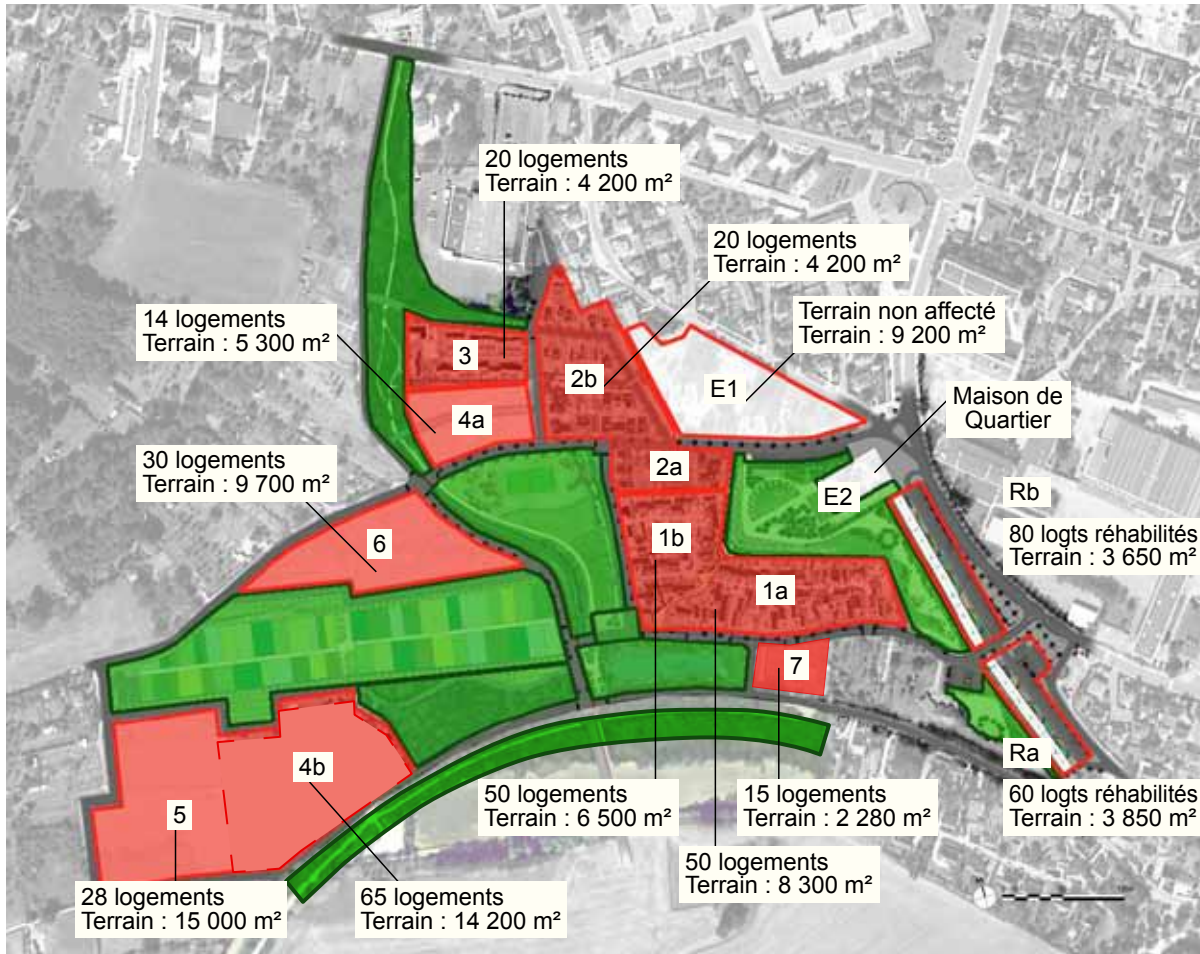 20 logements
Terrain : 4 200 m²
20 logements
Terrain : 4 200 m²
14 logements
Terrain : 5 300 m²
Terrain non affecté
Terrain : 9 200 m²
3
2b
E1
4a
Maison de
Quartier
30 logements
Terrain : 9 700 m²
2a
E2
Rb
6
1b
80 logts réhabilités
Terrain : 3 650 m²
1a
7
4b
Ra
5
50 logements
Terrain : 6 500 m²
15 logements
Terrain : 2 280 m²
60 logts réhabilités
Terrain : 3 850 m²
50 logements
Terrain : 8 300 m²
28 logements
Terrain : 15 000 m²
65 logements
Terrain : 14 200 m²